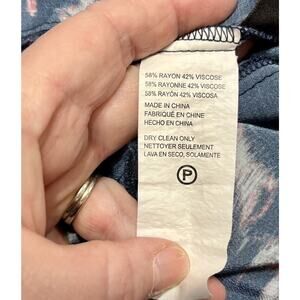 58% RAYON 42% VISCOSE
58% RAYONNE 42% VISCOSE
58% RAYÓN 42% VISCOSA
MADE IN CHINA
FABRIQUÉ EN CHINE
HECHO EN CHINA
DRY CLEAN ONLY
NETTOYER SEULEMENT
LAVA EN SECO, SOLAMENTE
P